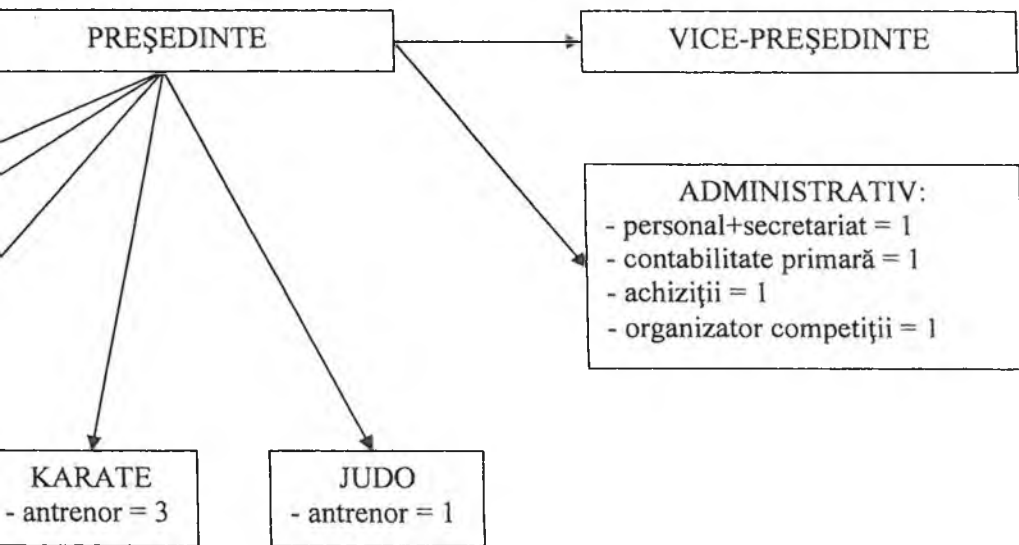 PREŞEDINTE
VICE-PREŞEDINTE
ADMINISTRATIV:
- personal+secretariat = 1
- contabilitate primară = 1
- achiziţii = 1
- organizator competiţii = 1
KARATE
- antrenor = 3
JUDO
- antrenor = 1